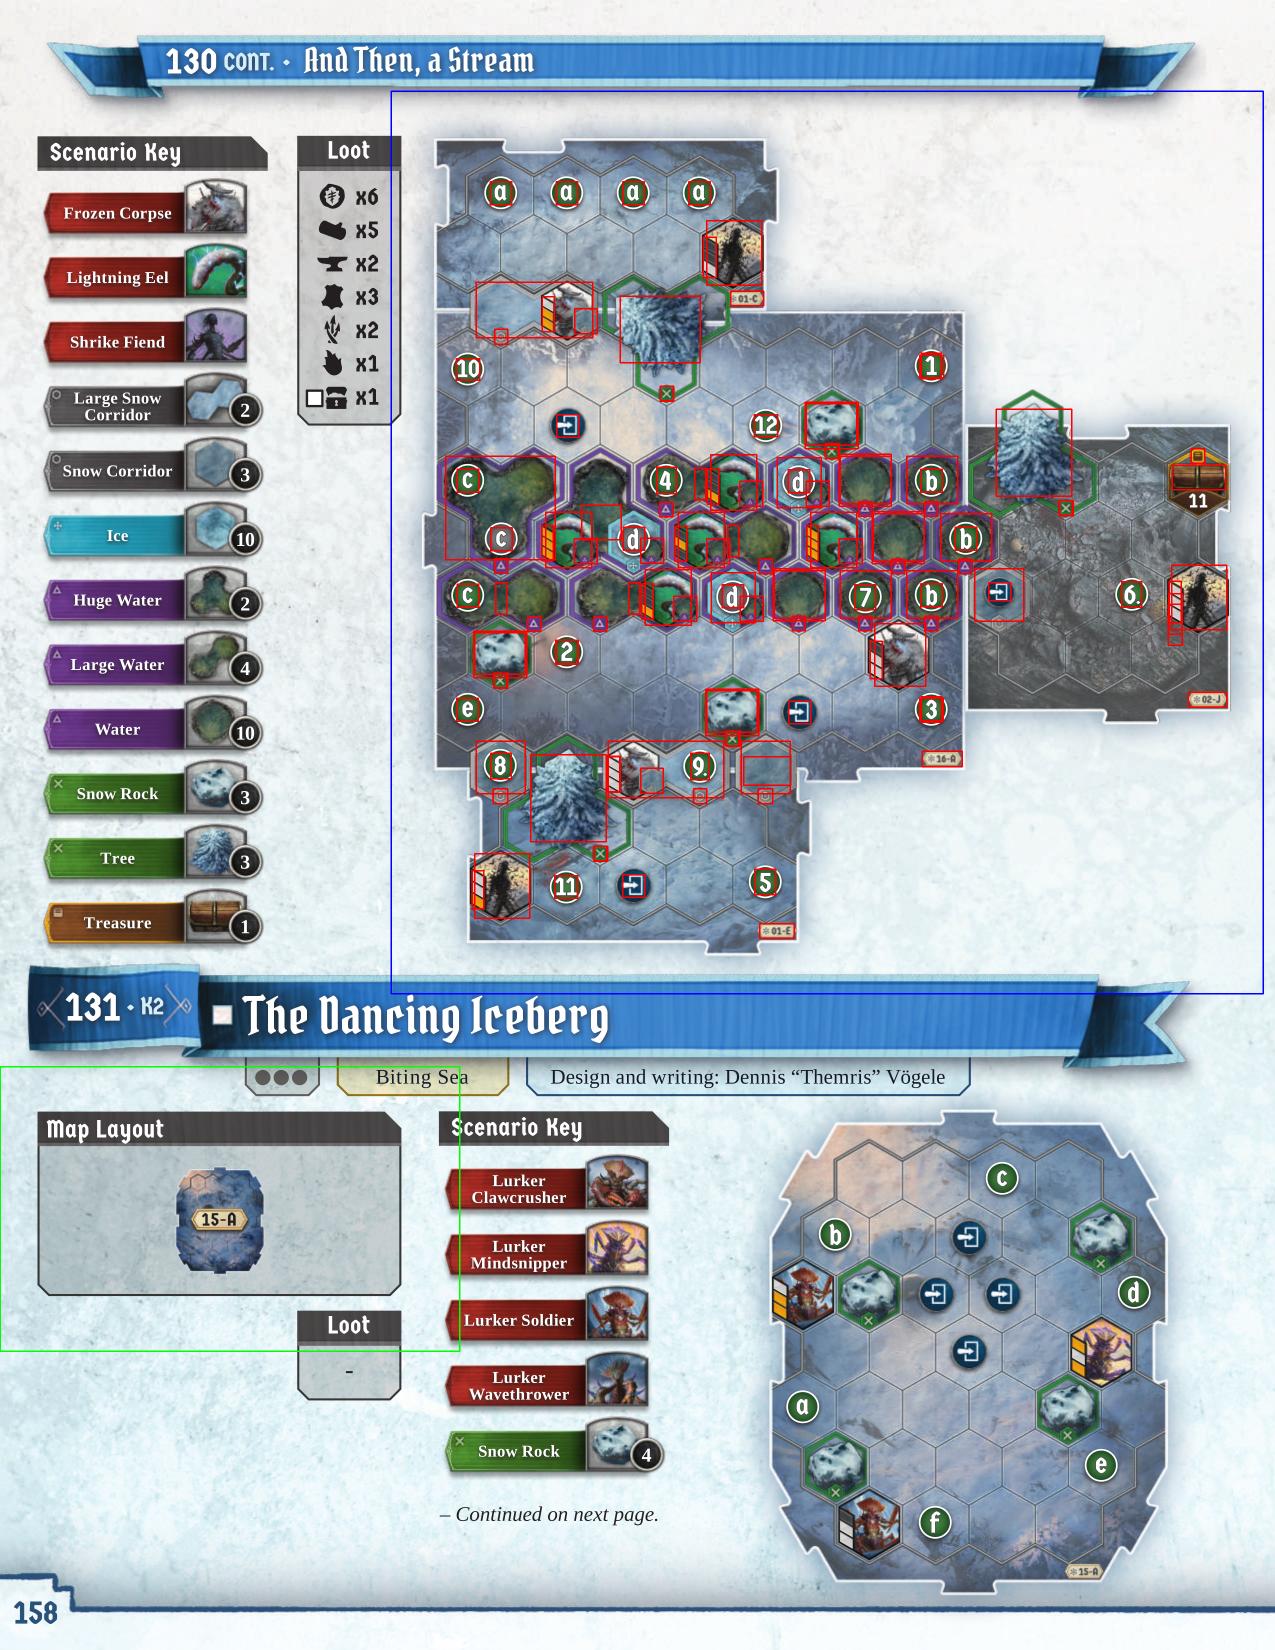 130 CONT. • And Then, a Stream
Scenario Key
Frozen Corpse
Lightning Eel
Shrike Fiend
Large Snow
Corridor
2
Snow Corridor
3
Ice
10
Huge Water
2
Large Water
4
Water
10
Snow Rock
3
Tree
3
Treasure
1
Loot
x6
x5
x2
x3
x2
x1
x1
a a a a
01-C
10 1
12
c 4 d b
11
c d b
c d 7 b
6
2
e 3
02-J
8 9
16-A
11 5
01-E
131 • K2
The Dancing Iceberg
Biting Sea
Design and writing: Dennis “Themris” Vögele
Map Layout
15-A
Loot
-
Scenario Key
Lurker
Clawcrusher
Lurker
Mindsnipper
Lurker Soldier
Lurker
Wavethrower
Snow Rock
4
– Continued on next page.
c
b
d
a
e
f
15-A
158